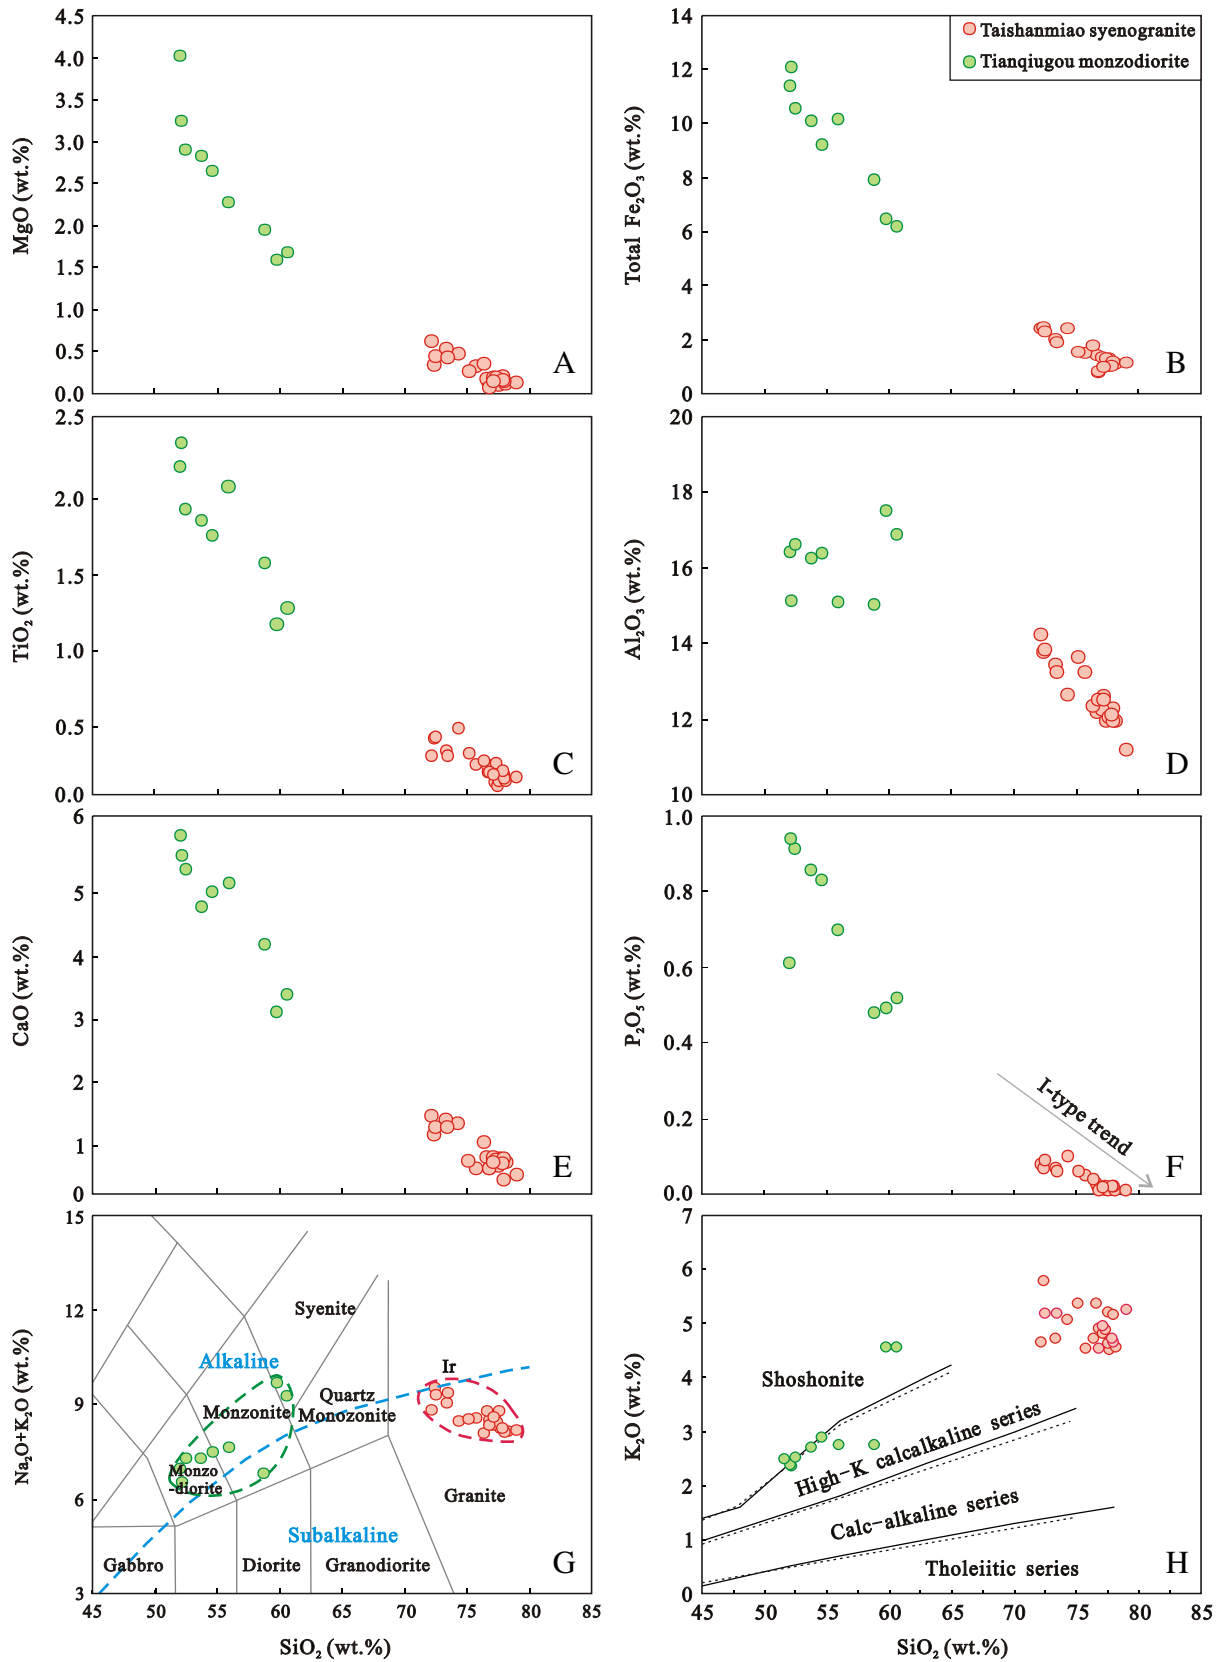 4.5
4.0
3.5
3.0
2.5
2.0
1.5
1.0
0.5
0.0
MgO (wt.%)
A
14
12
10
8
6
4
2
0
Total Fe₂O₃ (wt.%)
Taishanmiao syenogranite
Tianqiugou monzodiorite
B
2.5
2.0
1.5
1.0
0.5
0.0
TiO₂ (wt.%)
C
20
18
16
14
12
10
Al₂O₃ (wt.%)
D
6
5
4
3
2
1
0
CaO (wt.%)
E
1.0
0.8
0.6
0.4
0.2
0.0
P₂O₅ (wt.%)
I-type trend
F
15
12
9
6
3
Na₂O+K₂O (wt.%)
Syenite
Alkaline
Ir
Quartz
Monozonite
Monzonite
Monzo
-diorite
Granite
Subalkaline
Gabbro
Diorite
Granodiorite
G
45 50 55 60 65 70 75 80 85
SiO₂ (wt.%)
7
6
5
4
3
2
1
0
K₂O (wt.%)
Shoshonite
High-K calcalkaline series
Calc-alkaline series
Tholeiitic series
H
45 50 55 60 65 70 75 80 85
SiO₂ (wt.%)